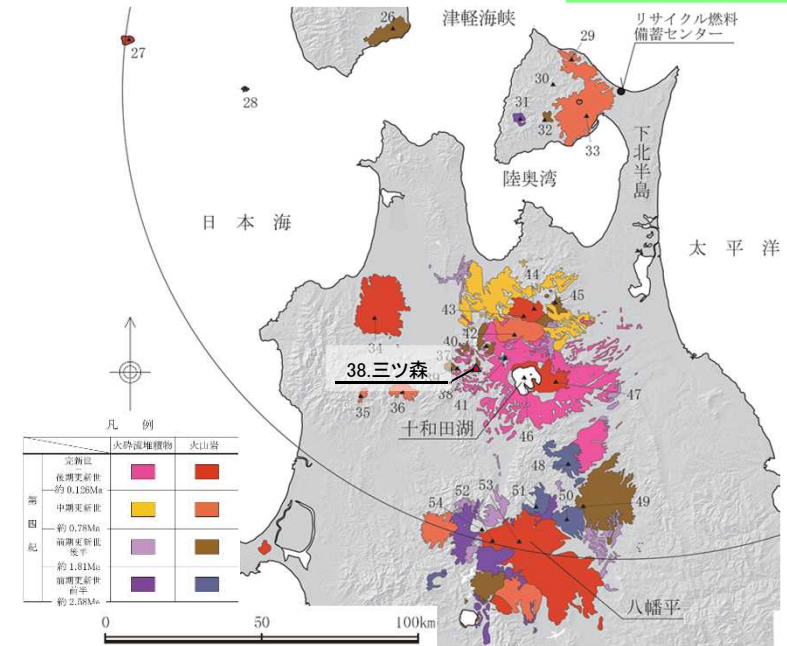 津軽海峡
リサイクル燃料
備蓄センター
26
27
28
29
30
31
32
33
陸奥湾
下北半島
日本海
太平洋
44
43
45
42
40
37
34
38.三ツ森
39
38
41
47
35
36
46
十和田湖
凡例
火砕流堆積物
火山岩
第四紀
完新世
後期更新世
約0.126Ma
中期更新世
約0.78Ma
前期更新世
後半
約1.81Ma
前期更新世
前半
約2.58Ma
48
49
50
51
52
53
54
八幡平
0
50
100km